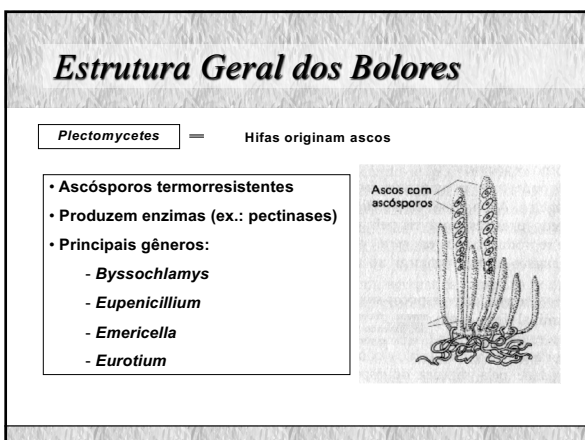 Estrutura Geral dos Bolores
Plectomycetes = Hifas originam ascos
• Ascósporos termorresistentes
• Produzem enzimas (ex.: pectinases)
• Principais gêneros:
- Byssochlamys
- Eupenicillium
- Emericella
- Eurotium
Ascos com
ascósporos